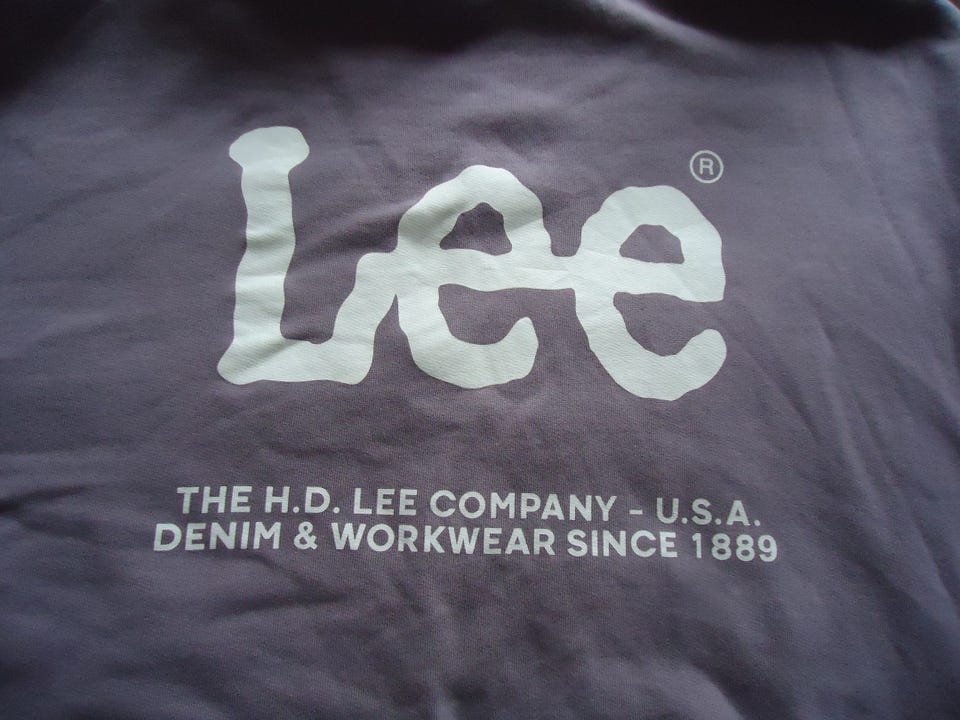 Lee ®
THE H.D. LEE COMPANY - U.S.A.
DENIM & WORKWEAR SINCE 1889